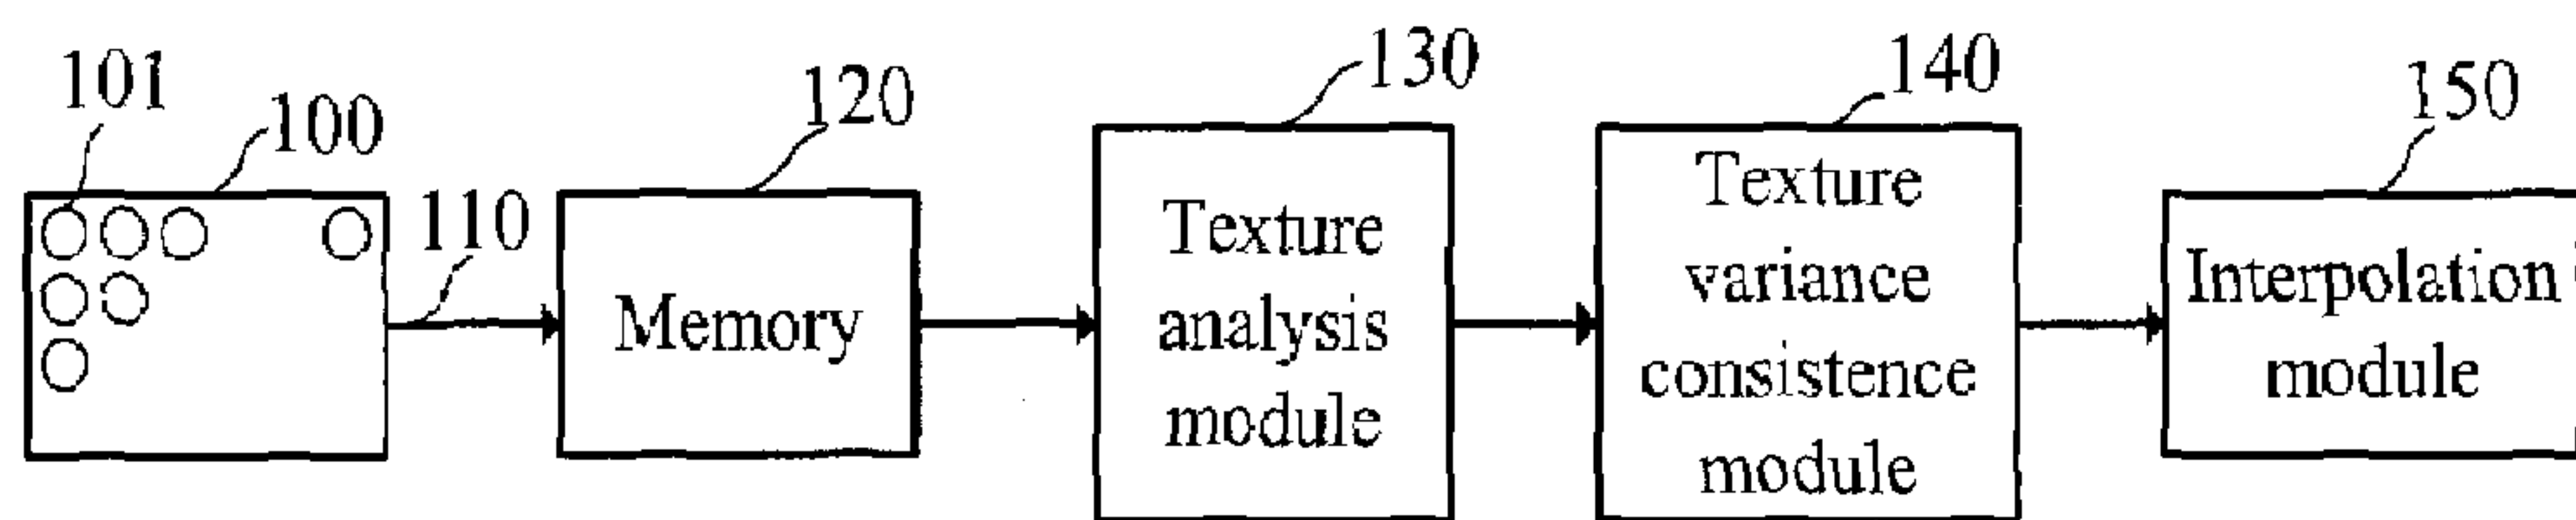 101
100
110
120
Memory
130
Texture
analysis
module
140
Texture
variance
consistence
module
150
Interpolation
module